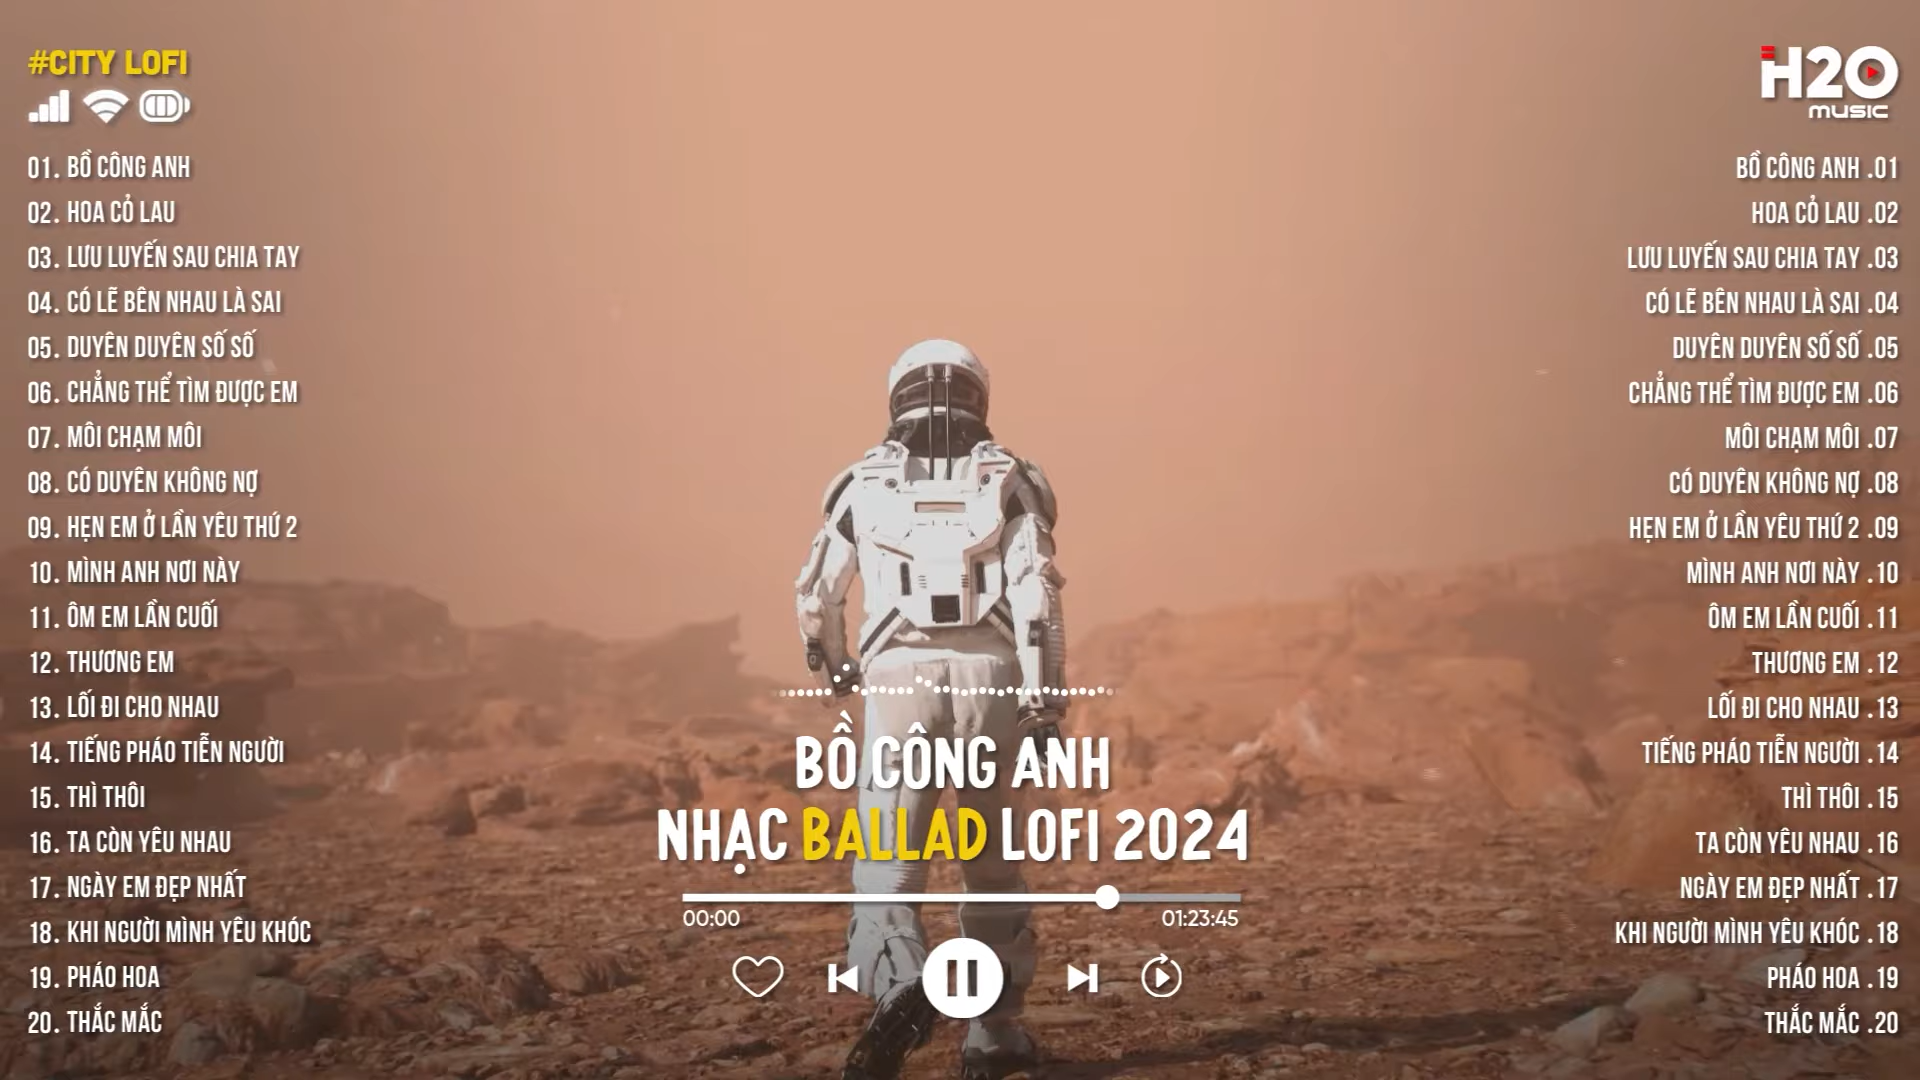 #CITY LOFI
H2O
MUSIC
01. BỒ CÔNG ANH
02. HOA CỎ LAU
03. LƯU LUYẾN SAU CHIA TAY
04. CÓ LẼ BÊN NHAU LÀ SAI
05. DUYÊN DUYÊN SỐ SỐ
06. CHẲNG THỂ TÌM ĐƯỢC EM
07. MÔI CHẠM MÔI
08. CÓ DUYÊN KHÔNG NỢ
09. HẸN EM Ở LẦN YÊU THỨ 2
10. MÌNH ANH NƠI NÀY
11. ÔM EM LẦN CUỐI
12. THƯƠNG EM
13. LỐI ĐI CHO NHAU
14. TIẾNG PHÁO TIỄN NGƯỜI
15. THÌ THÔI
16. TA CÒN YÊU NHAU
17. NGÀY EM ĐẸP NHẤT
18. KHI NGƯỜI MÌNH YÊU KHÓC
19. PHÁO HOA
20. THẮC MẮC
BỒ CÔNG ANH .01
HOA CỎ LAU .02
LƯU LUYẾN SAU CHIA TAY .03
CÓ LẼ BÊN NHAU LÀ SAI .04
DUYÊN DUYÊN SỐ SỐ .05
CHẲNG THỂ TÌM ĐƯỢC EM .06
MÔI CHẠM MÔI .07
CÓ DUYÊN KHÔNG NỢ .08
HẸN EM Ở LẦN YÊU THỨ 2 .09
MÌNH ANH NƠI NÀY .10
ÔM EM LẦN CUỐI .11
THƯƠNG EM .12
LỐI ĐI CHO NHAU .13
TIẾNG PHÁO TIỄN NGƯỜI .14
THÌ THÔI .15
TA CÒN YÊU NHAU .16
NGÀY EM ĐẸP NHẤT .17
KHI NGƯỜI MÌNH YÊU KHÓC .18
PHÁO HOA .19
THẮC MẮC .20
BỒ CÔNG ANH
NHẠC BALLAD LOFI 2024
00:00 01:23:45